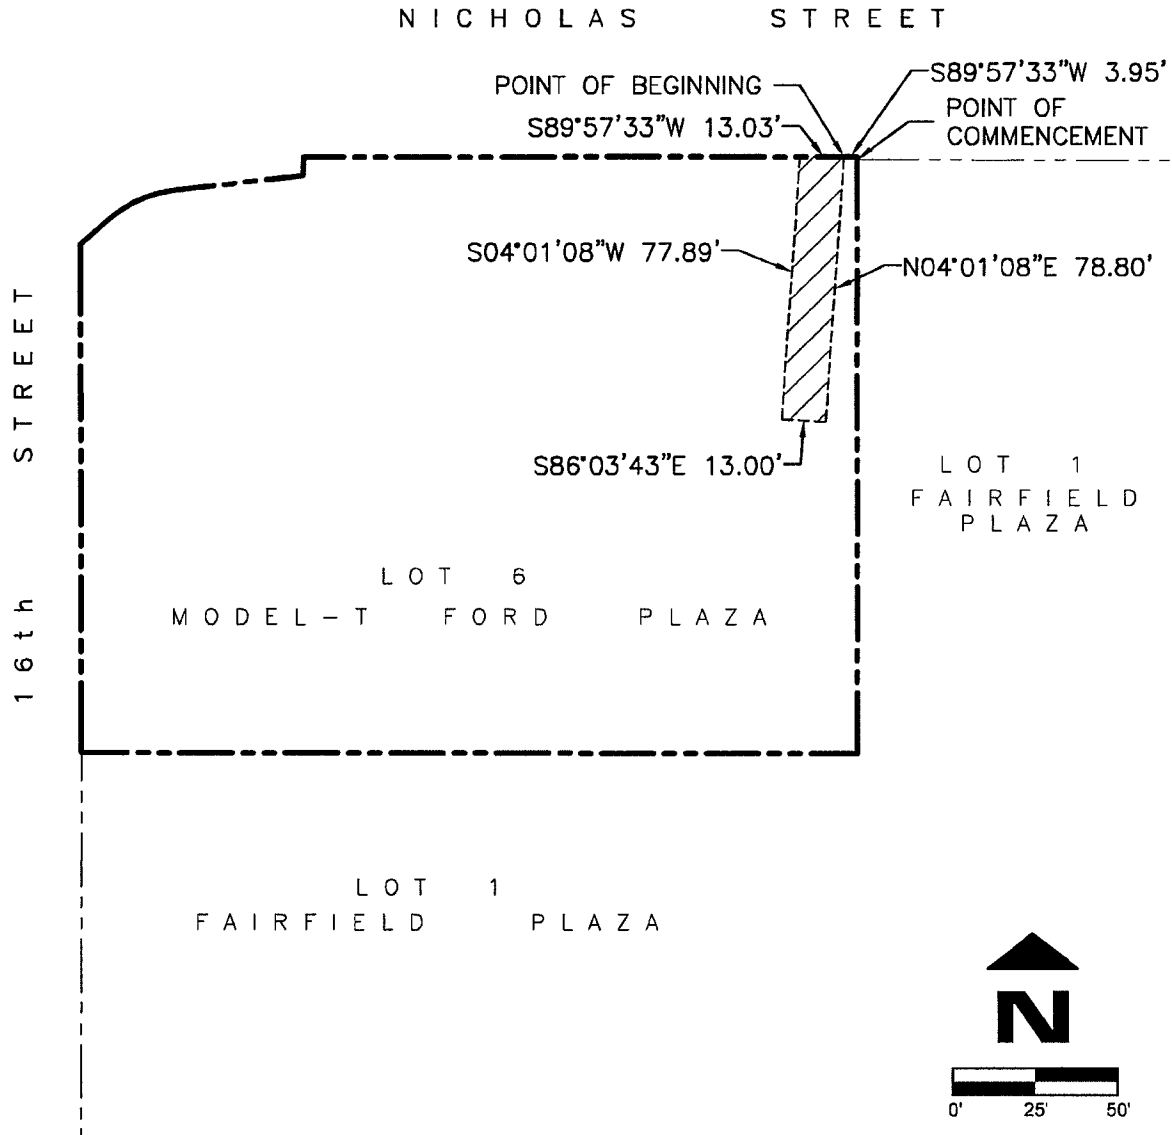 NICHOLAS STREET
S89°57'33"W 3.95'
POINT OF BEGINNING
POINT OF
COMMENCEMENT
S89°57'33"W 13.03'
S04°01'08"W 77.89'
N04°01'08"E 78.80'
S86°03'43"E 13.00'
16th STREET
LOT 1
FAIRFIELD
PLAZA
LOT 6
MODEL-T FORD PLAZA
LOT 1
FAIRFIELD PLAZA
N
0' 25' 50'